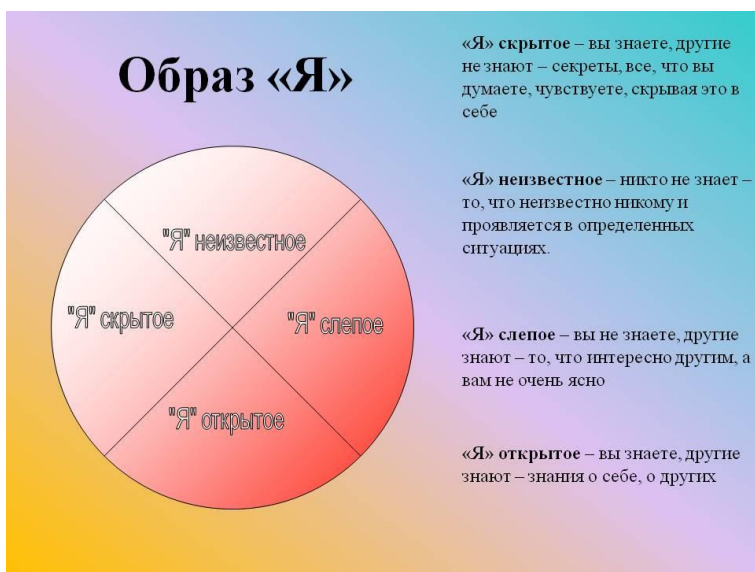 Образ «Я»
"Я" неизвестное
"Я" скрытое
"Я" слепое
"Я" открытое
«Я» скрытое – вы знаете, другие
не знают – секреты, все, что вы
думаете, чувствуете, скрывая это в
себе
«Я» неизвестное – никто не знает –
то, что неизвестно никому и
проявляется в определенных
ситуациях.
«Я» слепое – вы не знаете, другие
знают – то, что интересно другим, а
вам не очень ясно
«Я» открытое – вы знаете, другие
знают – знания о себе, о других